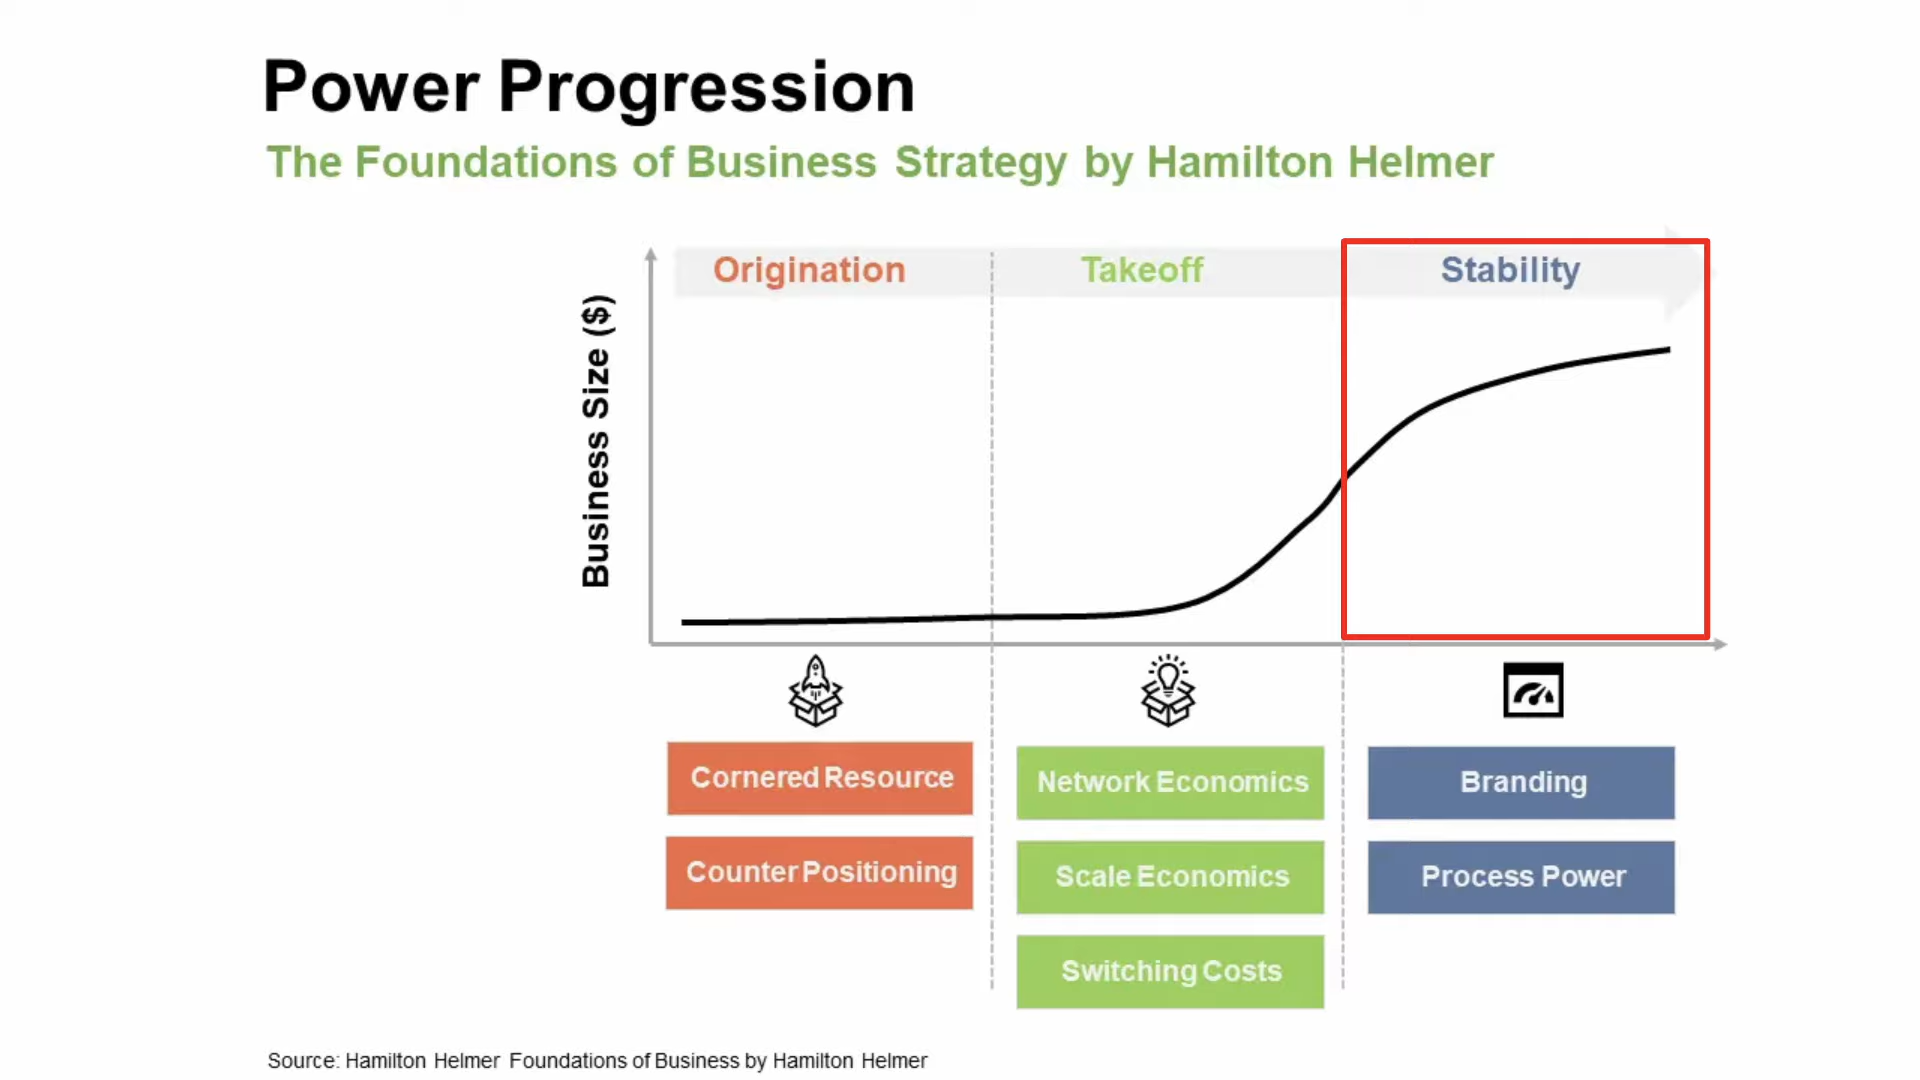 Power Progression
The Foundations of Business Strategy by Hamilton Helmer
Origination
Takeoff
Stability
Business Size ($)
Cornered Resource
Network Economics
Branding
Counter Positioning
Scale Economics
Process Power
Switching Costs
Source: Hamilton Helmer Foundations of Business by Hamilton Helmer